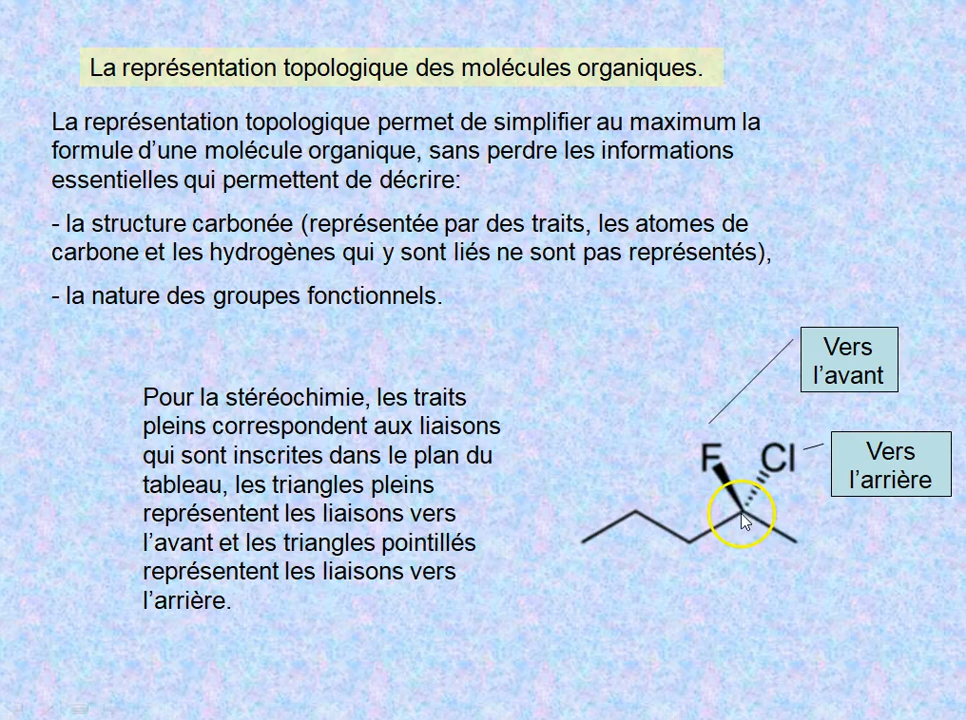 La représentation topologique des molécules organiques.
La représentation topologique permet de simplifier au maximum la
formule d’une molécule organique, sans perdre les informations
essentielles qui permettent de décrire:
- la structure carbonée (représentée par des traits, les atomes de
carbone et les hydrogènes qui y sont liés ne sont pas représentés),
- la nature des groupes fonctionnels.
Pour la stéréochimie, les traits
pleins correspondent aux liaisons
qui sont inscrites dans le plan du
tableau, les triangles pleins
représentent les liaisons vers
l’avant et les triangles pointillés
représentent les liaisons vers
l’arrière.
Vers
l’avant
F Cl
Vers
l’arrière